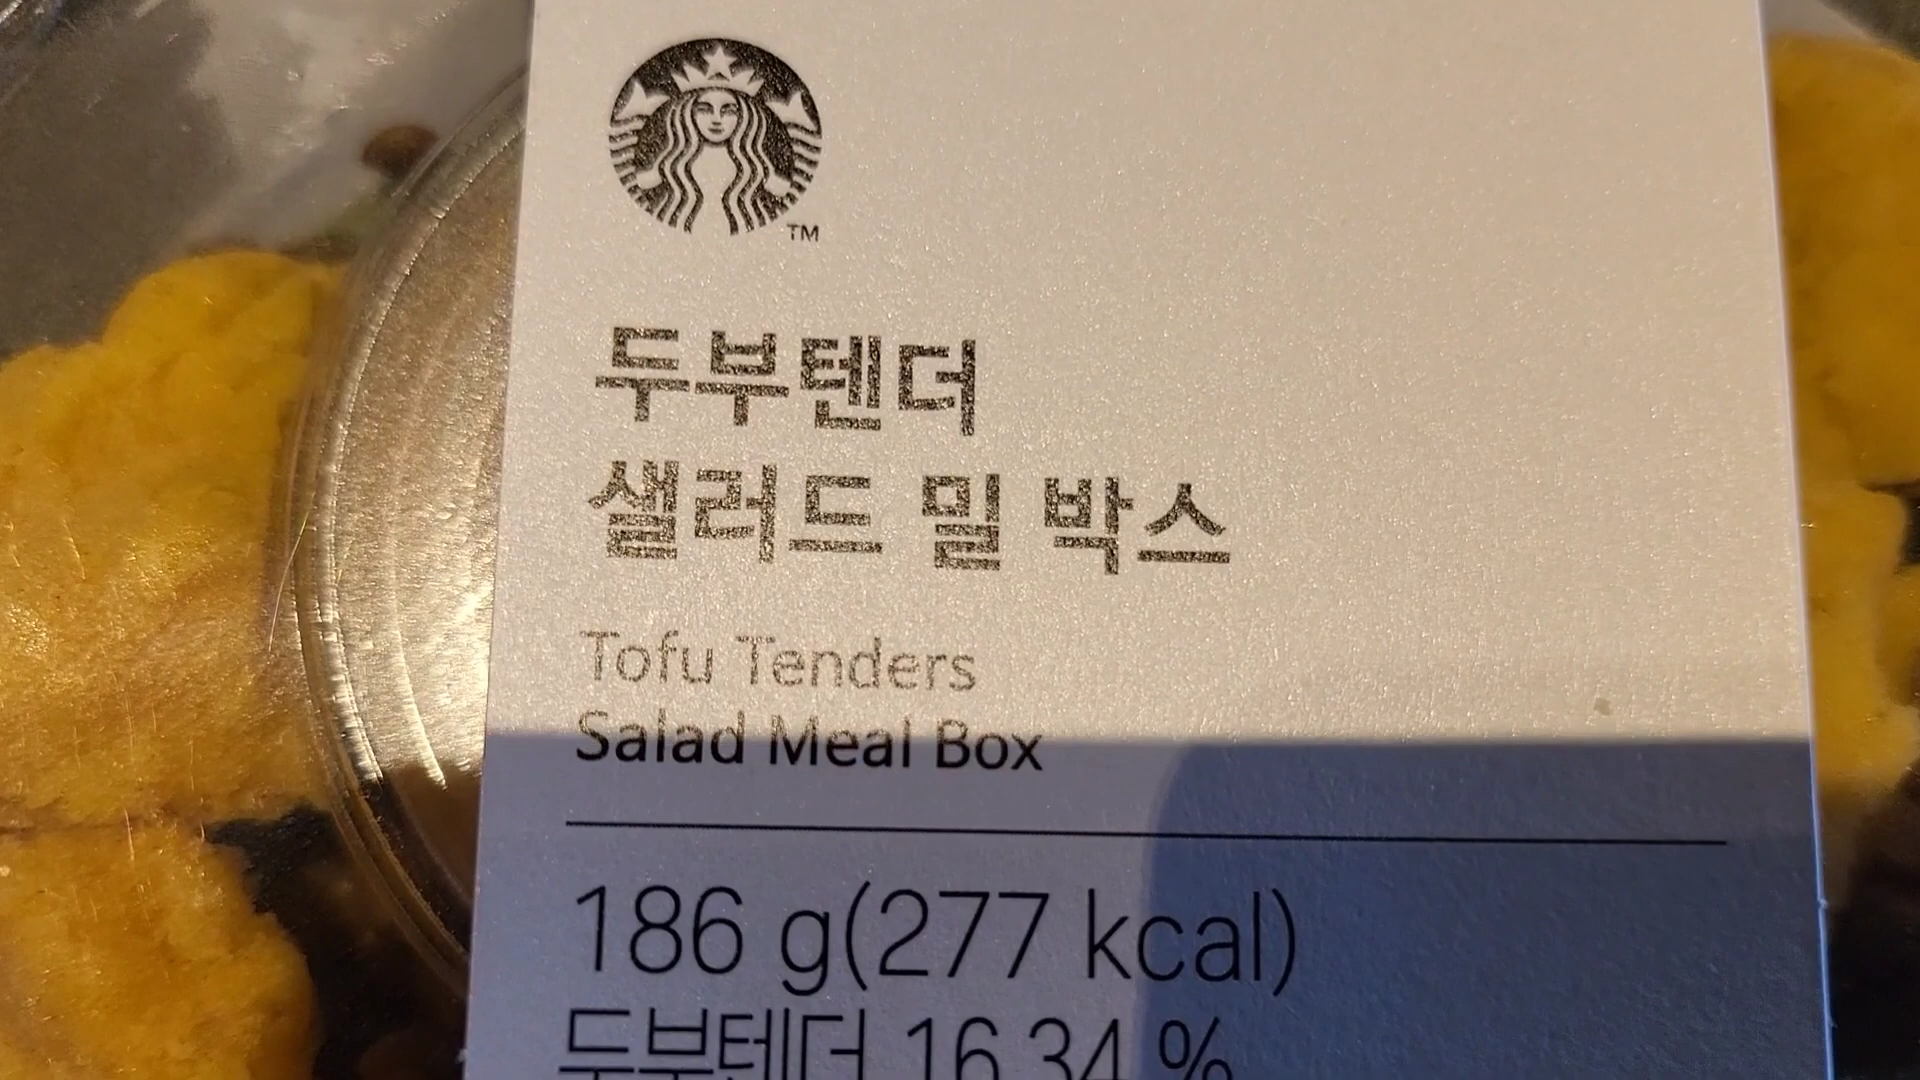 TM
두부텐더
샐러드 밀 박스
Tofu Tenders
Salad Meal Box
186 g(277 kcal)
두부텐더 16.34 %